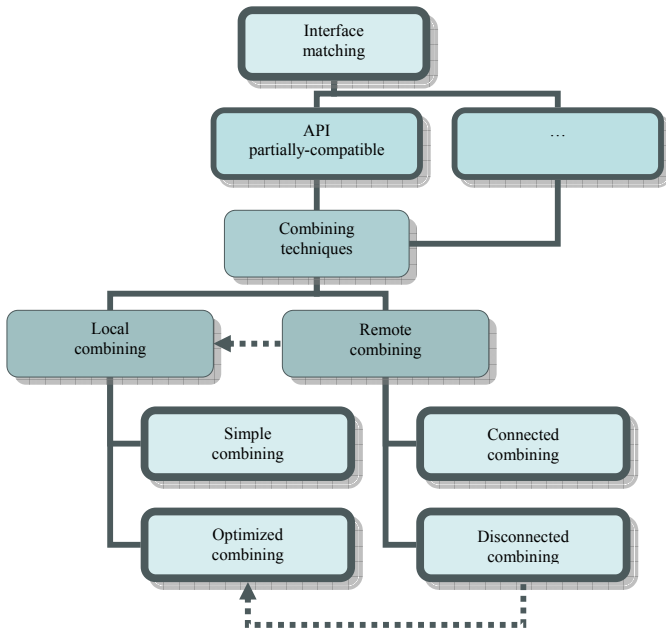 Interface
matching
API
partially-compatible
...
Combining
techniques
Local
combining
Remote
combining
Simple
combining
Connected
combining
Optimized
combining
Disconnected
combining